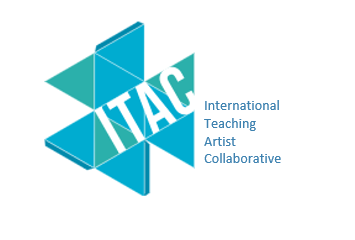 ITAC
International
Teaching
Artist
Collaborative